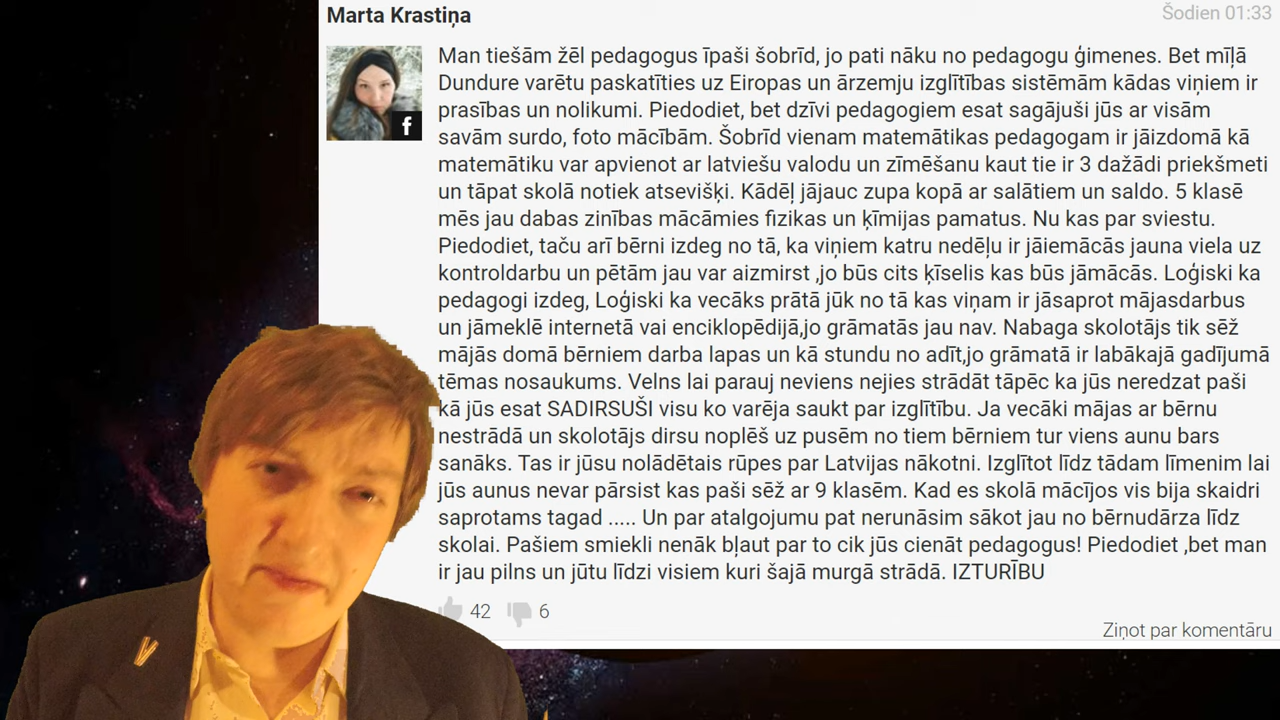 Marta Krastiņa
Šodien 01:33
Man tiešām žēl pedagogus īpaši šobrīd, jo pati nāku no pedagogu ģimenes. Bet mīļā
Dundure varētu paskatīties uz Eiropas un ārzemju izglītības sistēmām kādas viņiem ir
prasības un nolikumi. Piedodiet, bet dzīvi pedagogiem esat sagājuši jūs ar visām
savām surdo, foto mācībām. Šobrīd vienam matemātikas pedagogam ir jāizdomā kā
matemātiku var apvienot ar latviešu valodu un zīmēšanu kaut tie ir 3 dažādi priekšmeti
un tāpat skolā notiek atsevišķi. Kādēļ jājauc zupa kopā ar salātiem un saldo. 5 klasē
mēs jau dabas zinības mācāmies fizikas un ķīmijas pamatus. Nu kas par sviestu.
Piedodiet, taču arī bērni izdeg no tā, ka viņiem katru nedēļu ir jāiemācās jauna viela uz
kontroldarbu un pētām jau var aizmirst ,jo būs cits ķīselis kas būs jāmācās. Loģiski ka
pedagogi izdeg, Loģiski ka vecāks prātā jūk no tā kas viņam ir jāsaprot mājasdarbus
un jāmeklē internetā vai enciklopēdijā,jo grāmatās jau nav. Nabaga skolotājs tik sēž
mājās domā bērniem darba lapas un kā stundu no adīt,jo grāmatā ir labākajā gadījumā
tēmas nosaukums. Velns lai parauj neviens nejies strādāt tāpēc ka jūs neredzat paši
kā jūs esat SADIRSUŠI visu ko varēja saukt par izglītību. Ja vecāki mājas ar bērnu
nestrādā un skolotājs dirsu noplēš uz pusēm no tiem bērniem tur viens aunu bars
sanāks. Tas ir jūsu nolādētais rūpes par Latvijas nākotni. Izglītot līdz tādam līmenim lai
jūs aunus nevar pārsist kas paši sēž ar 9 klasēm. Kad es skolā mācījos vis bija skaidri
saprotams tagad ..... Un par atalgojumu pat nerunāsim sākot jau no bērnudārza līdz
skolai. Pašiem smiekli nenāk bļaut par to cik jūs cienāt pedagogus! Piedodiet ,bet man
ir jau pilns un jūtu līdzi visiem kuri šajā murgā strādā. IZTURĪBU
42 6
Ziņot par komentāru